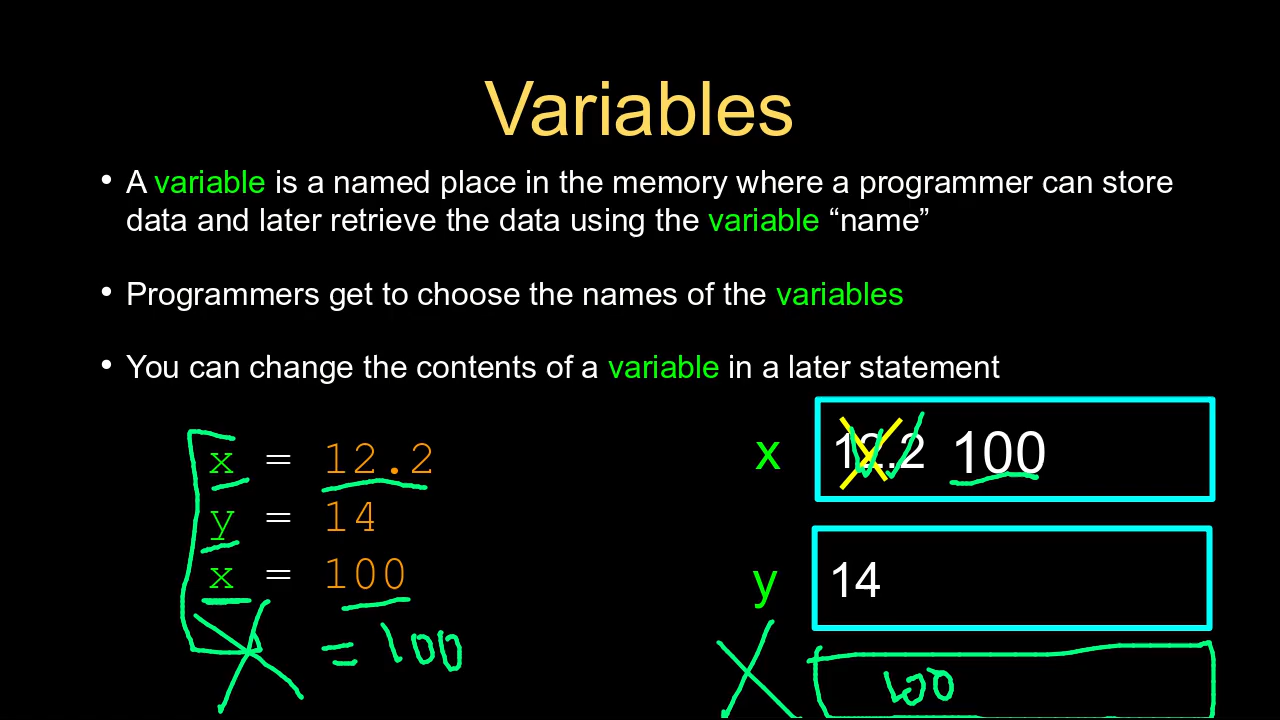 Variables
• A variable is a named place in the memory where a programmer can store
data and later retrieve the data using the variable “name”
• Programmers get to choose the names of the variables
• You can change the contents of a variable in a later statement
x = 12.2
y = 14
x = 100
X = 100
x 12.2 100
y 14
X 100